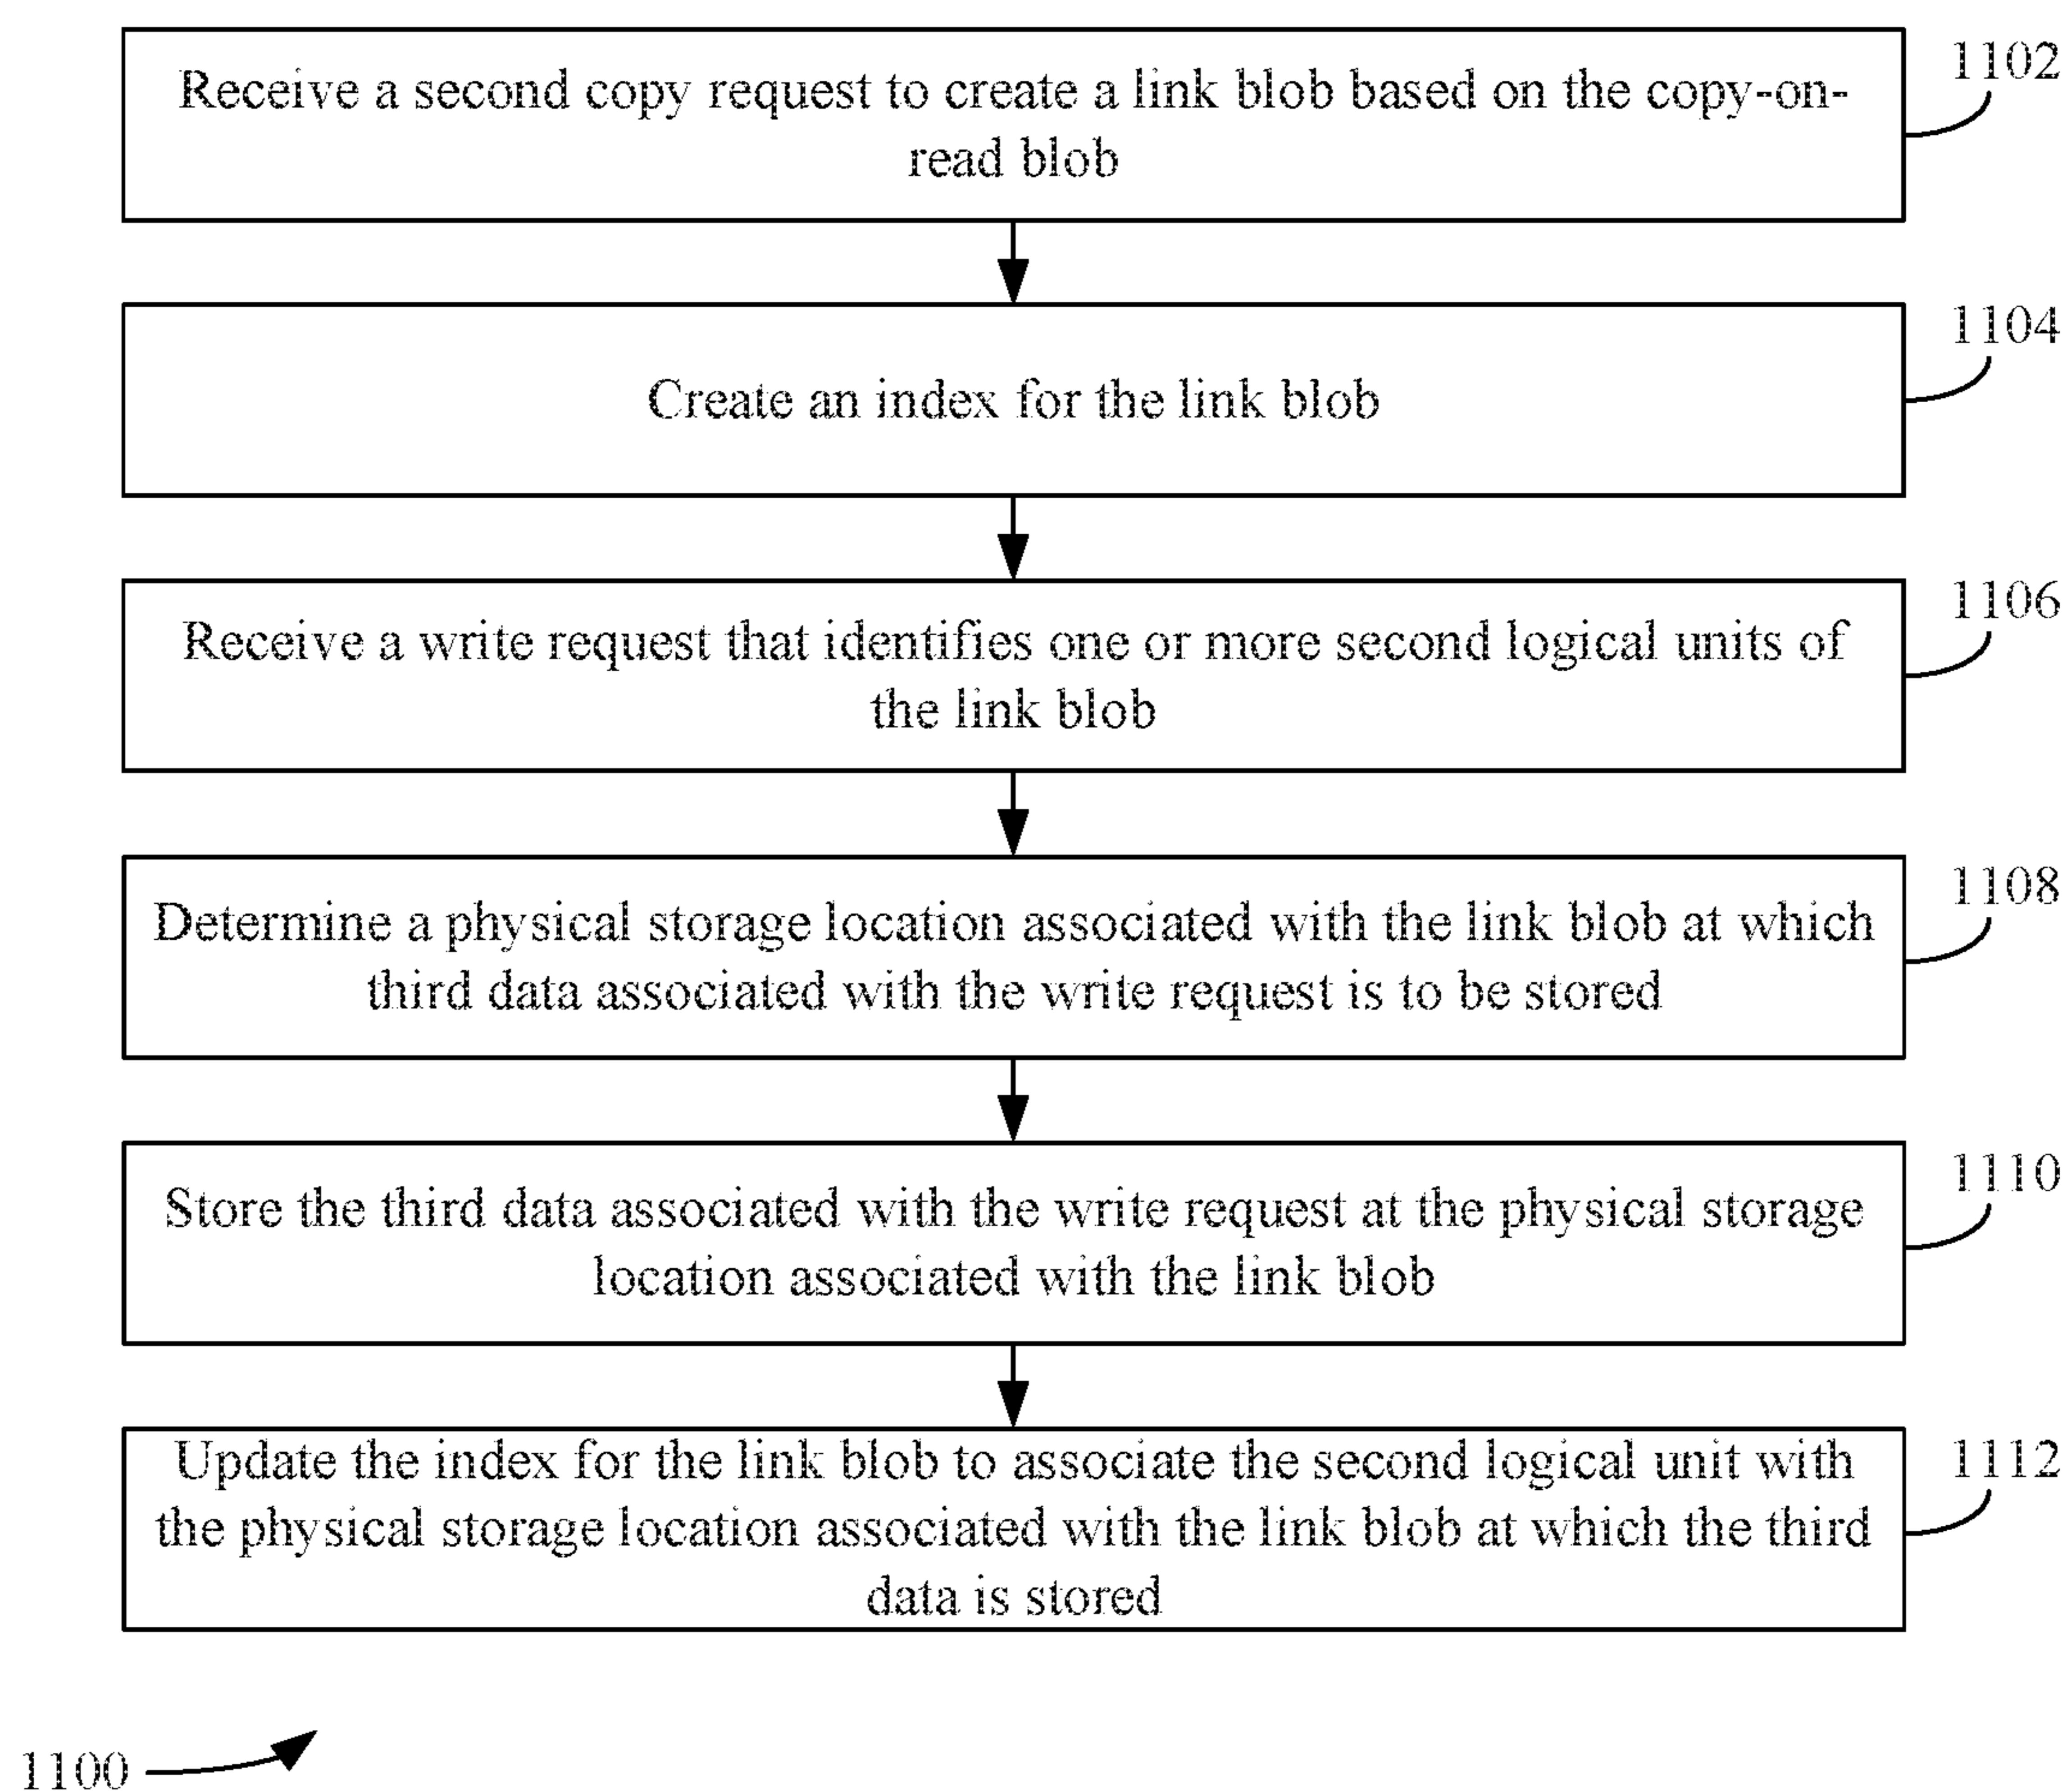 Receive a second copy request to create a link blob based on the copy-on-
read blob
1102
Create an index for the link blob
1104
Receive a write request that identifies one or more second logical units of
the link blob
1106
Determine a physical storage location associated with the link blob at which
third data associated with the write request is to be stored
1108
Store the third data associated with the write request at the physical storage
location associated with the link blob
1110
Update the index for the link blob to associate the second logical unit with
the physical storage location associated with the link blob at which the third
data is stored
1112
1100